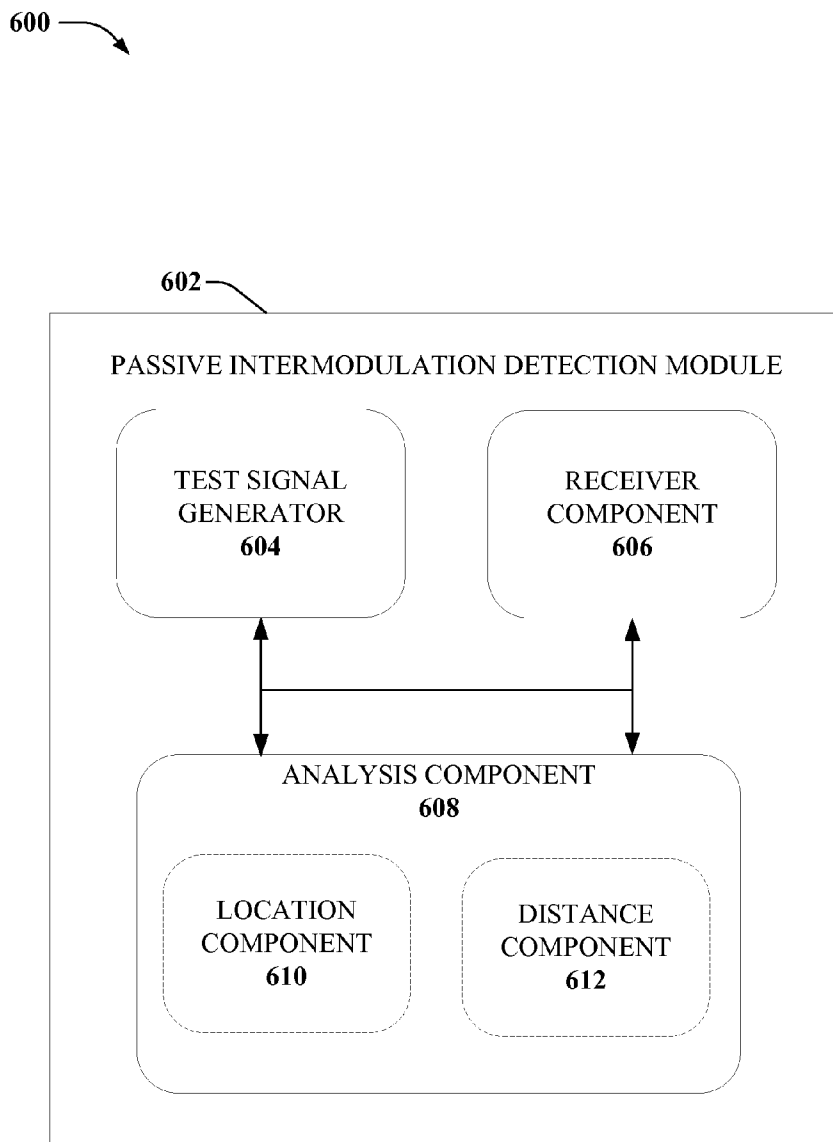 600
602
PASSIVE INTERMODULATION DETECTION MODULE
TEST SIGNAL
GENERATOR
604
RECEIVER
COMPONENT
606
ANALYSIS COMPONENT
608
LOCATION
COMPONENT
610
DISTANCE
COMPONENT
612